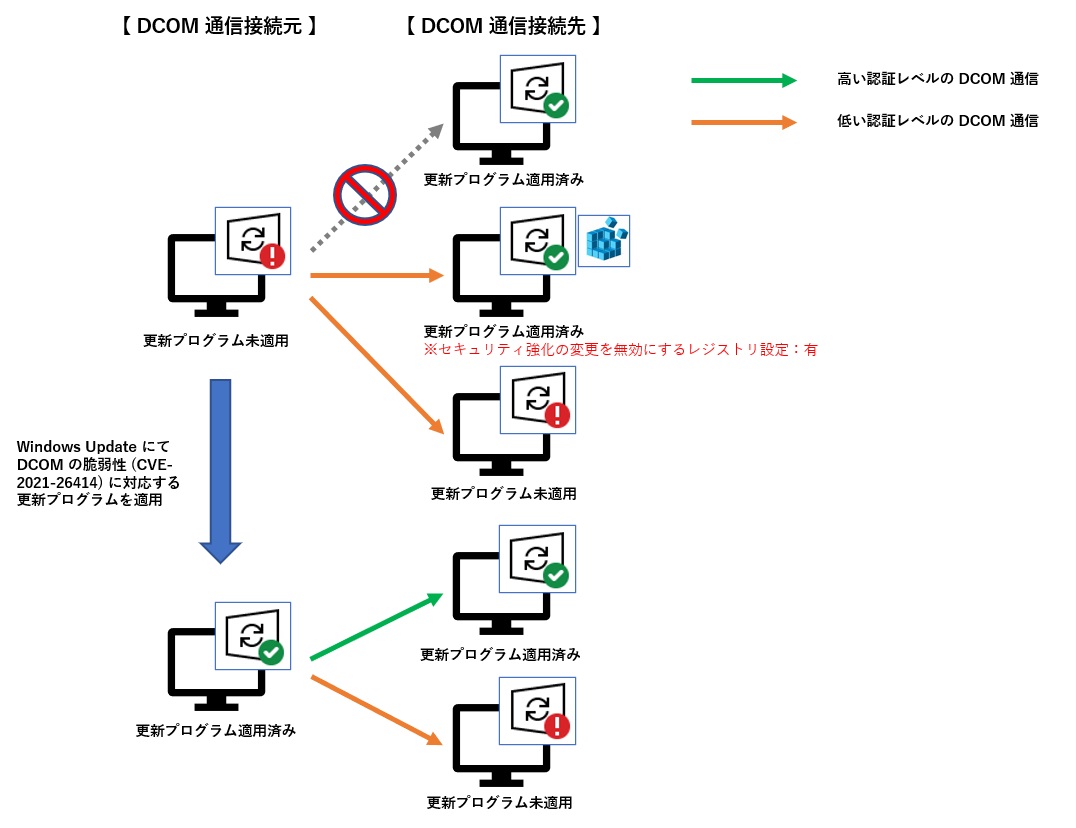 【 DCOM 通信接続元 】
【 DCOM 通信接続先 】
高い認証レベルの DCOM 通信
低い認証レベルの DCOM 通信
更新プログラム適用済み
更新プログラム未適用
更新プログラム適用済み
※セキュリティ強化の変更を無効にするレジストリ設定：有
更新プログラム未適用
Windows Update にて
DCOM の脆弱性 (CVE-
2021-26414) に対応する
更新プログラムを適用
更新プログラム適用済み
更新プログラム適用済み
更新プログラム未適用